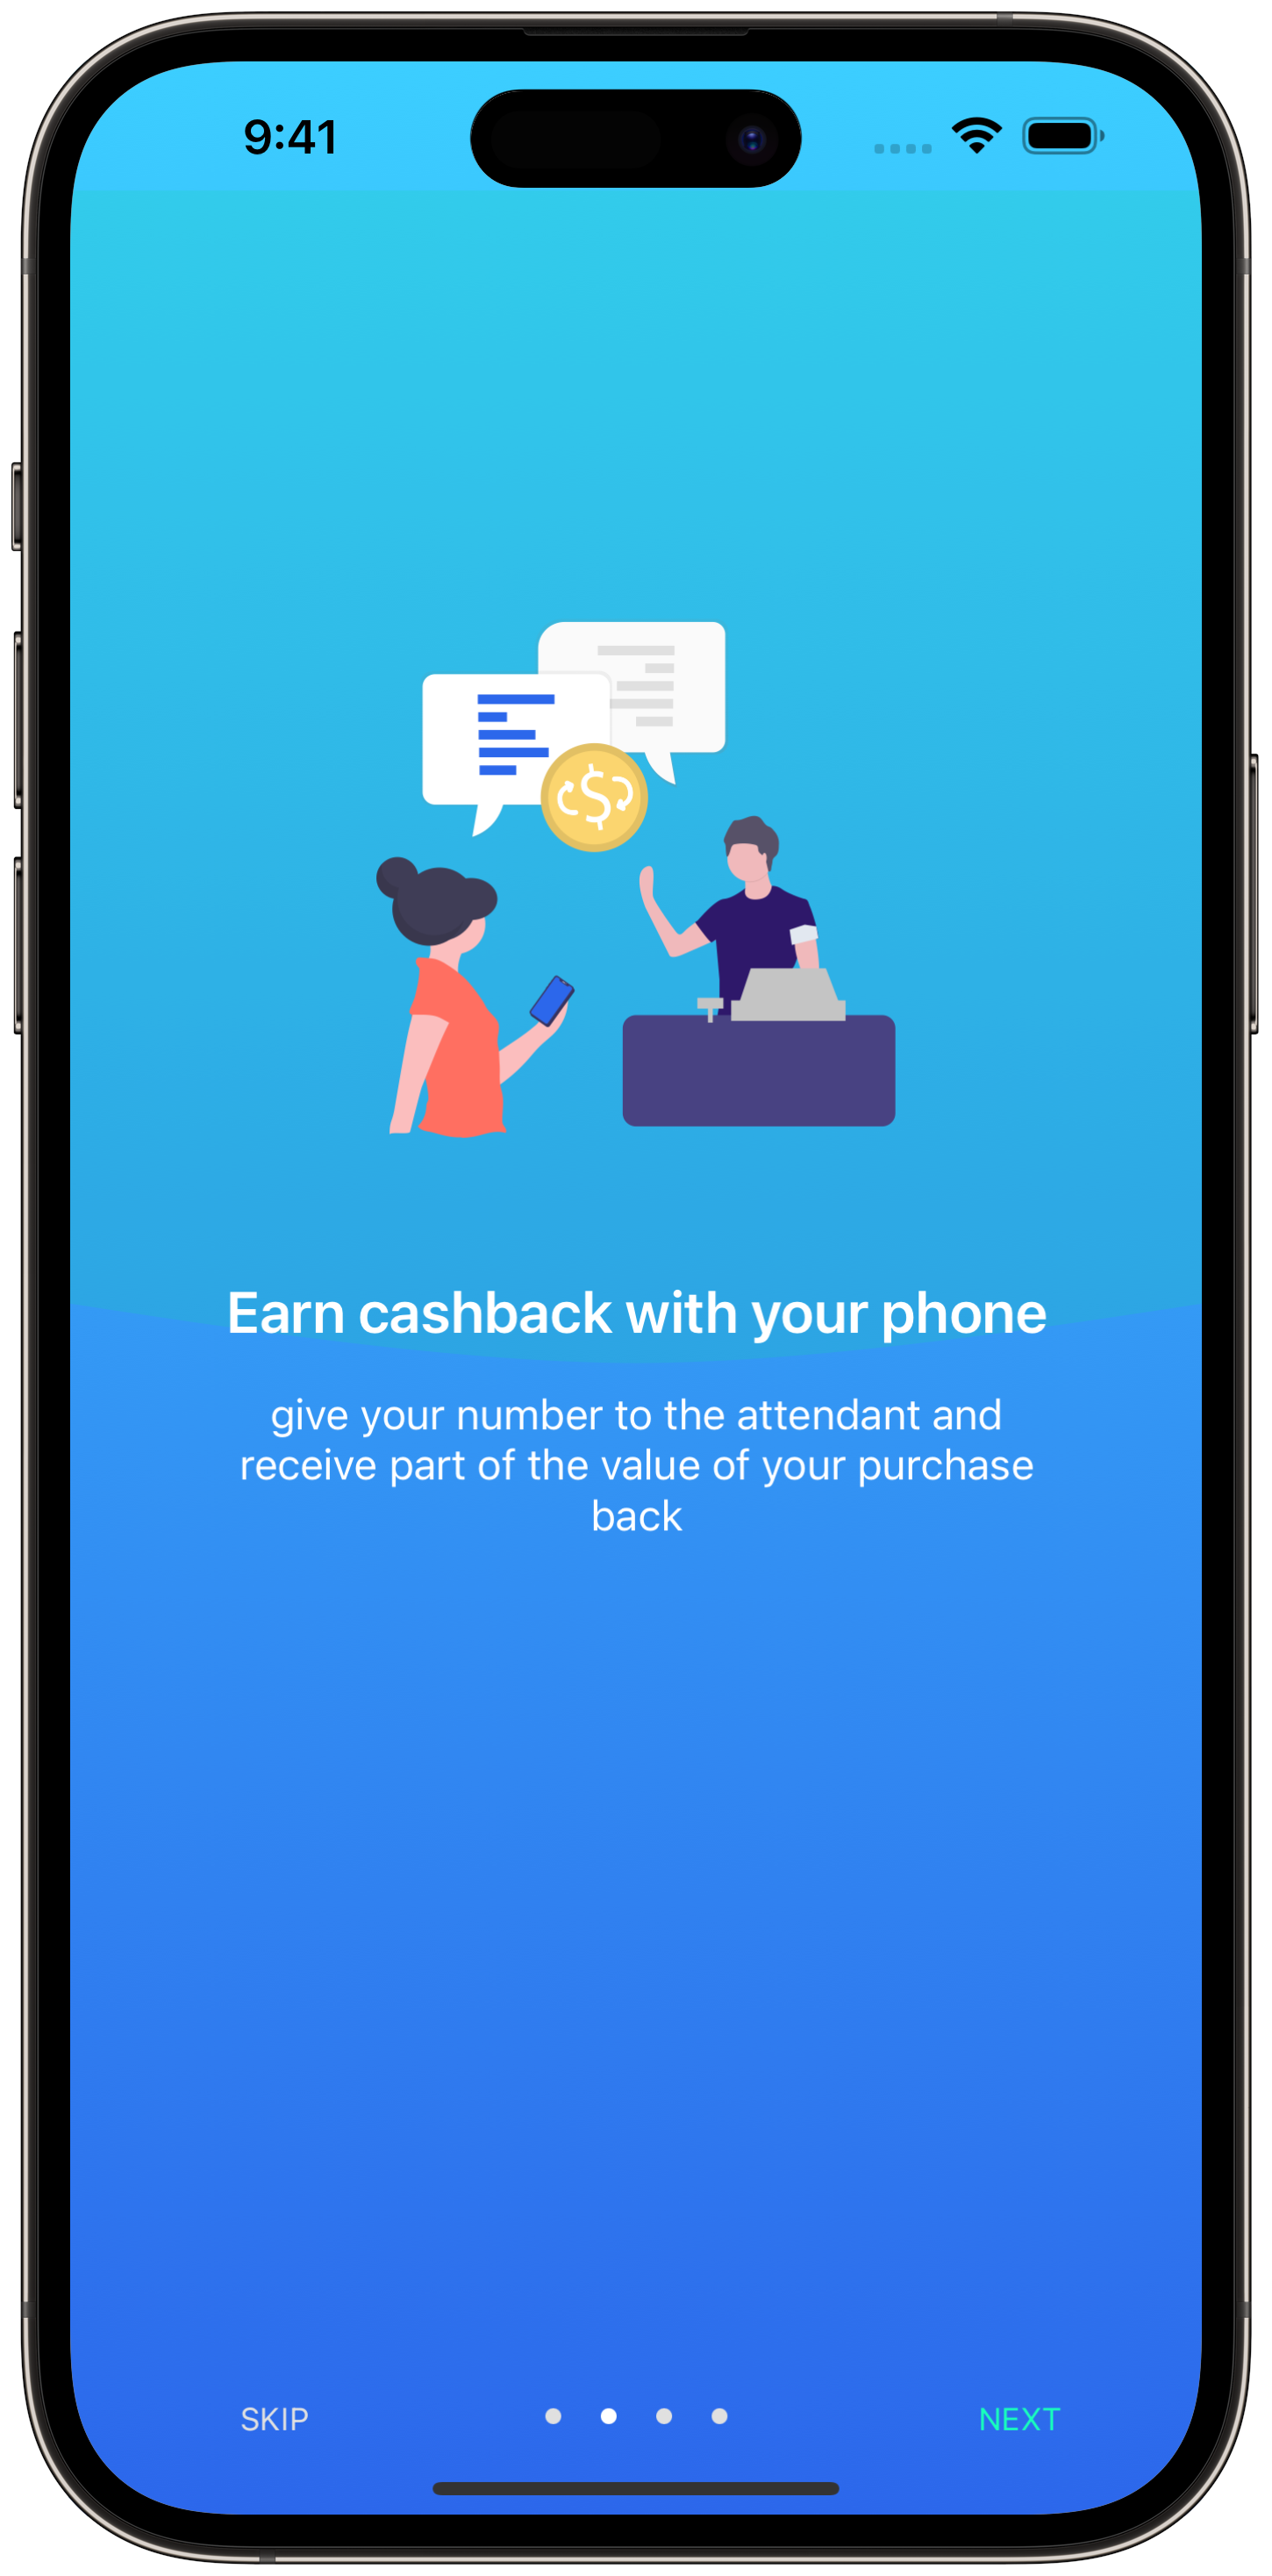 9:41
Earn cashback with your phone
give your number to the attendant and
receive part of the value of your purchase
back
SKIP
NEXT